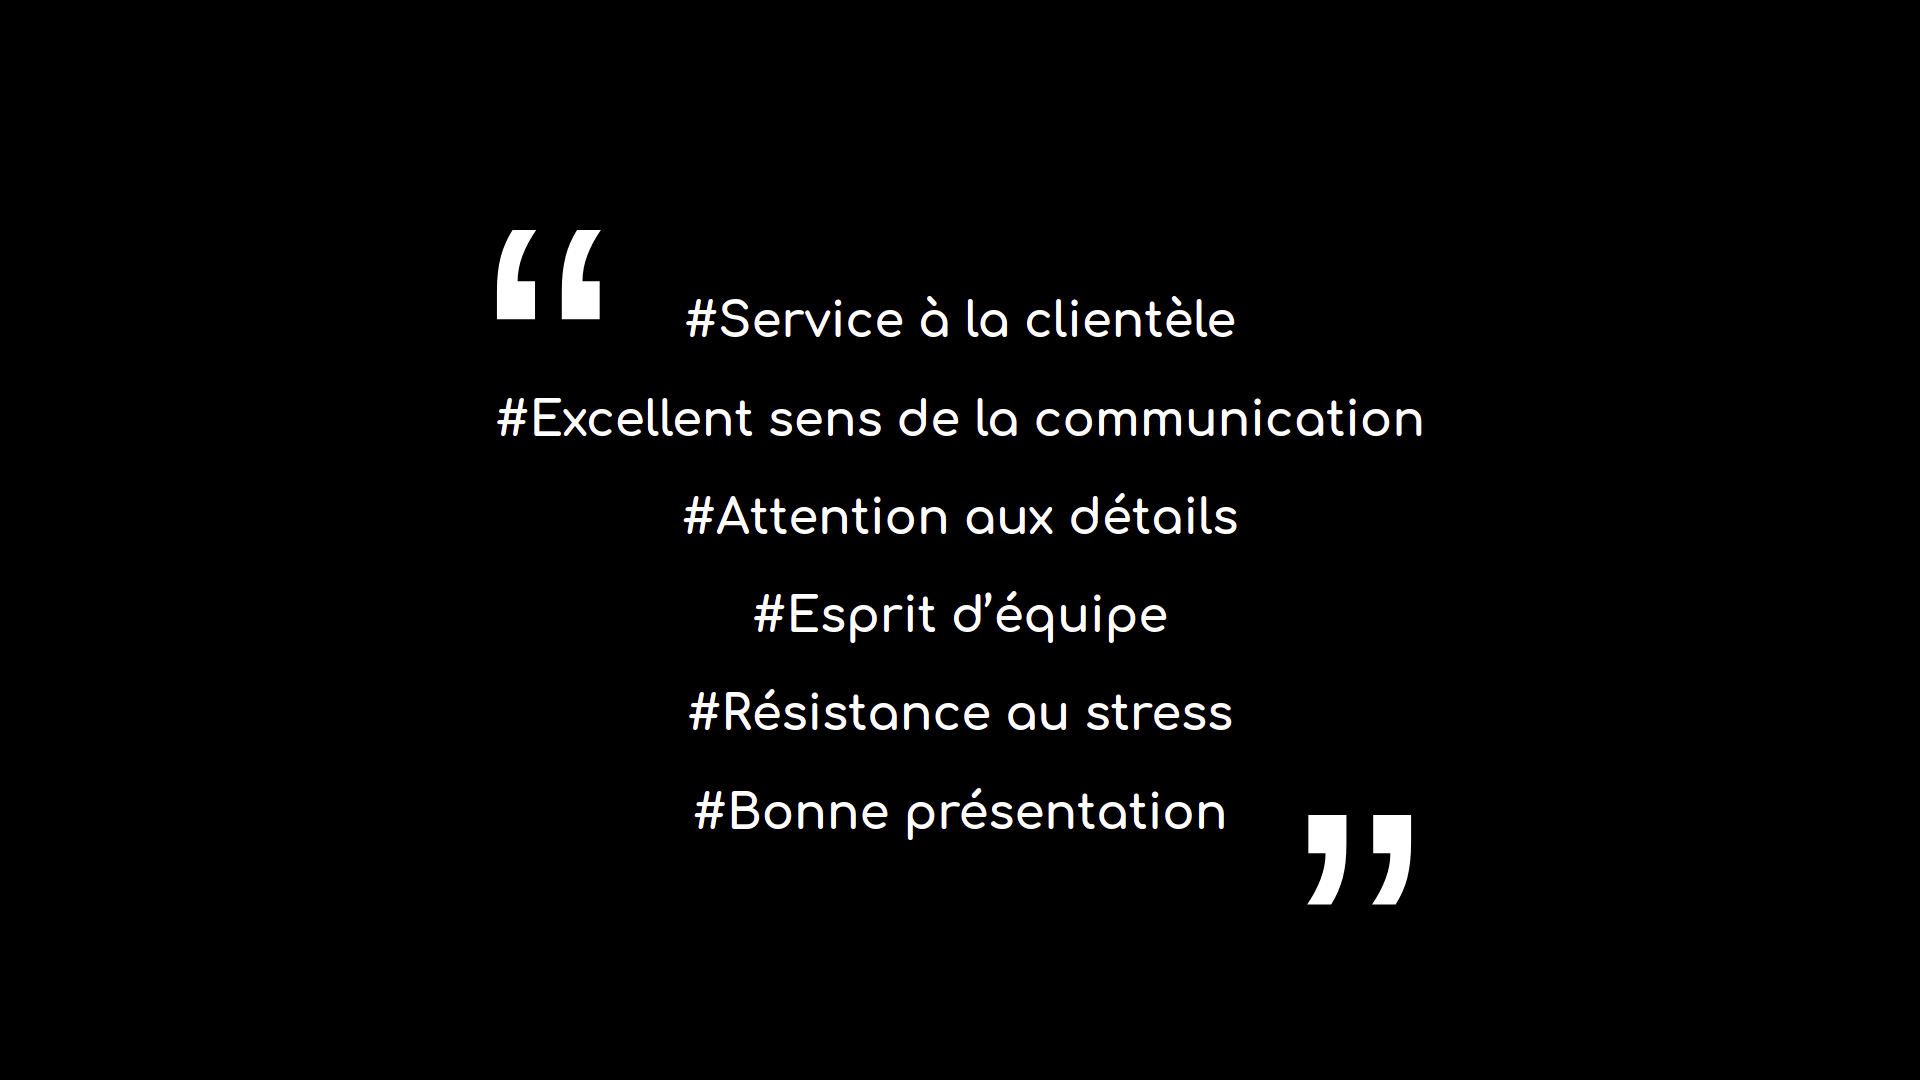 “
#Service à la clientèle
#Excellent sens de la communication
#Attention aux détails
#Esprit d’équipe
#Résistance au stress
#Bonne présentation
”